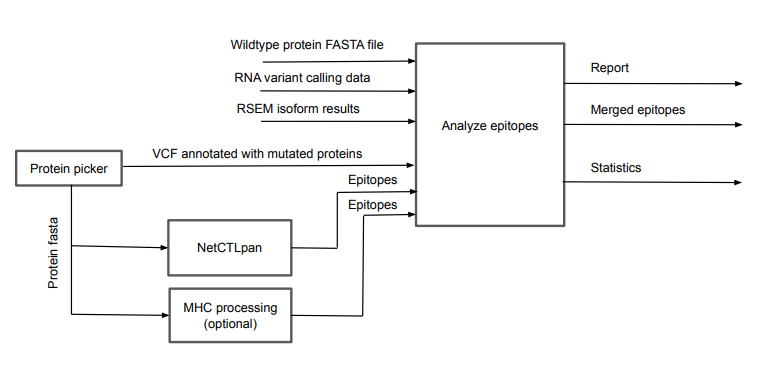 Wildtype protein FASTA file
RNA variant calling data
RSEM isoform results
Analyze epitopes
Report
Merged epitopes
Statistics
Protein picker
VCF annotated with mutated proteins
Epitopes
Epitopes
Protein fasta
NetCTLpan
MHC processing
(optional)